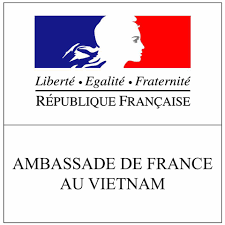 Liberté • Egalité • Fraternité
RÉPUBLIQUE FRANÇAISE
AMBASSADE DE FRANCE
AU VIETNAM